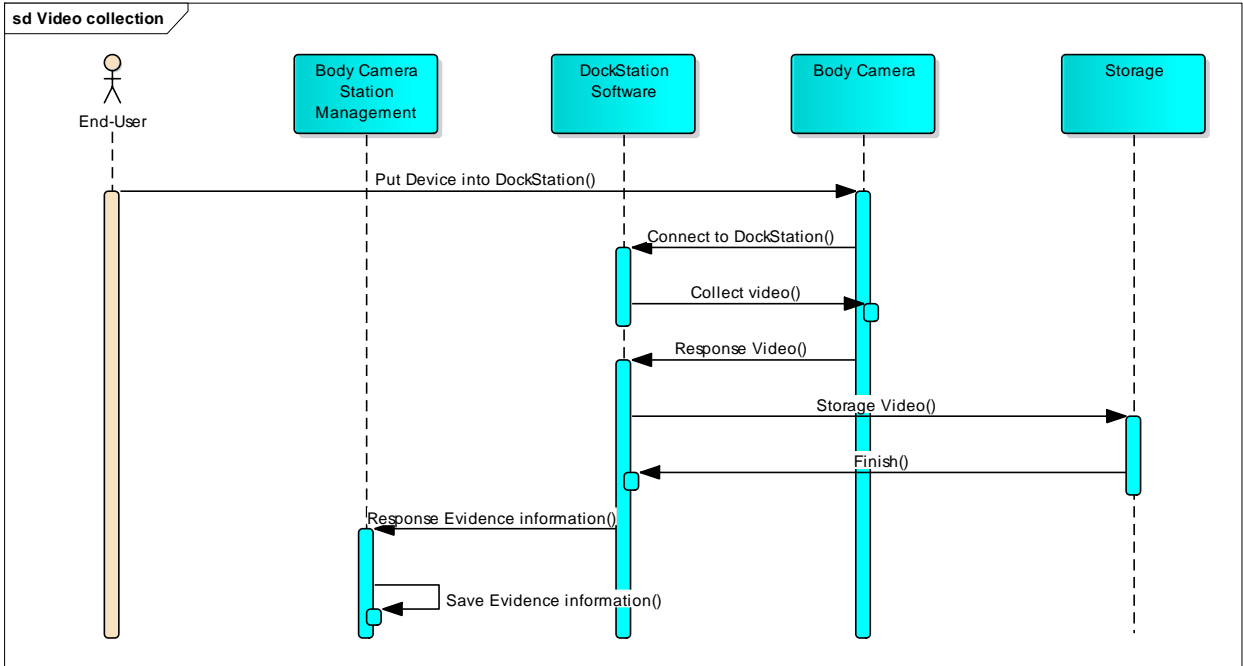 sd Video collection
End-User
Body Camera
Station
Management
DockStation
Software
Body Camera
Storage
Put Device into DockStation()
Connect to DockStation()
Collect video()
Response Video()
Storage Video()
Finish()
Response Evidence information()
Save Evidence information()